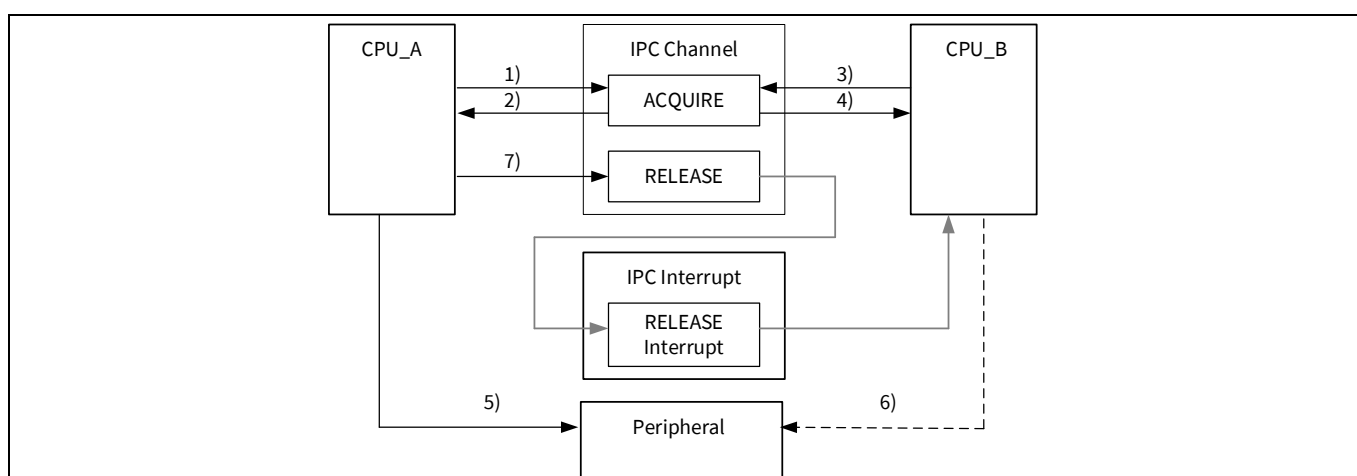 CPU_A
IPC Channel
CPU_B
1)
3)
ACQUIRE
2)
4)
7)
RELEASE
IPC Interrupt
RELEASE
Interrupt
5)
6)
Peripheral